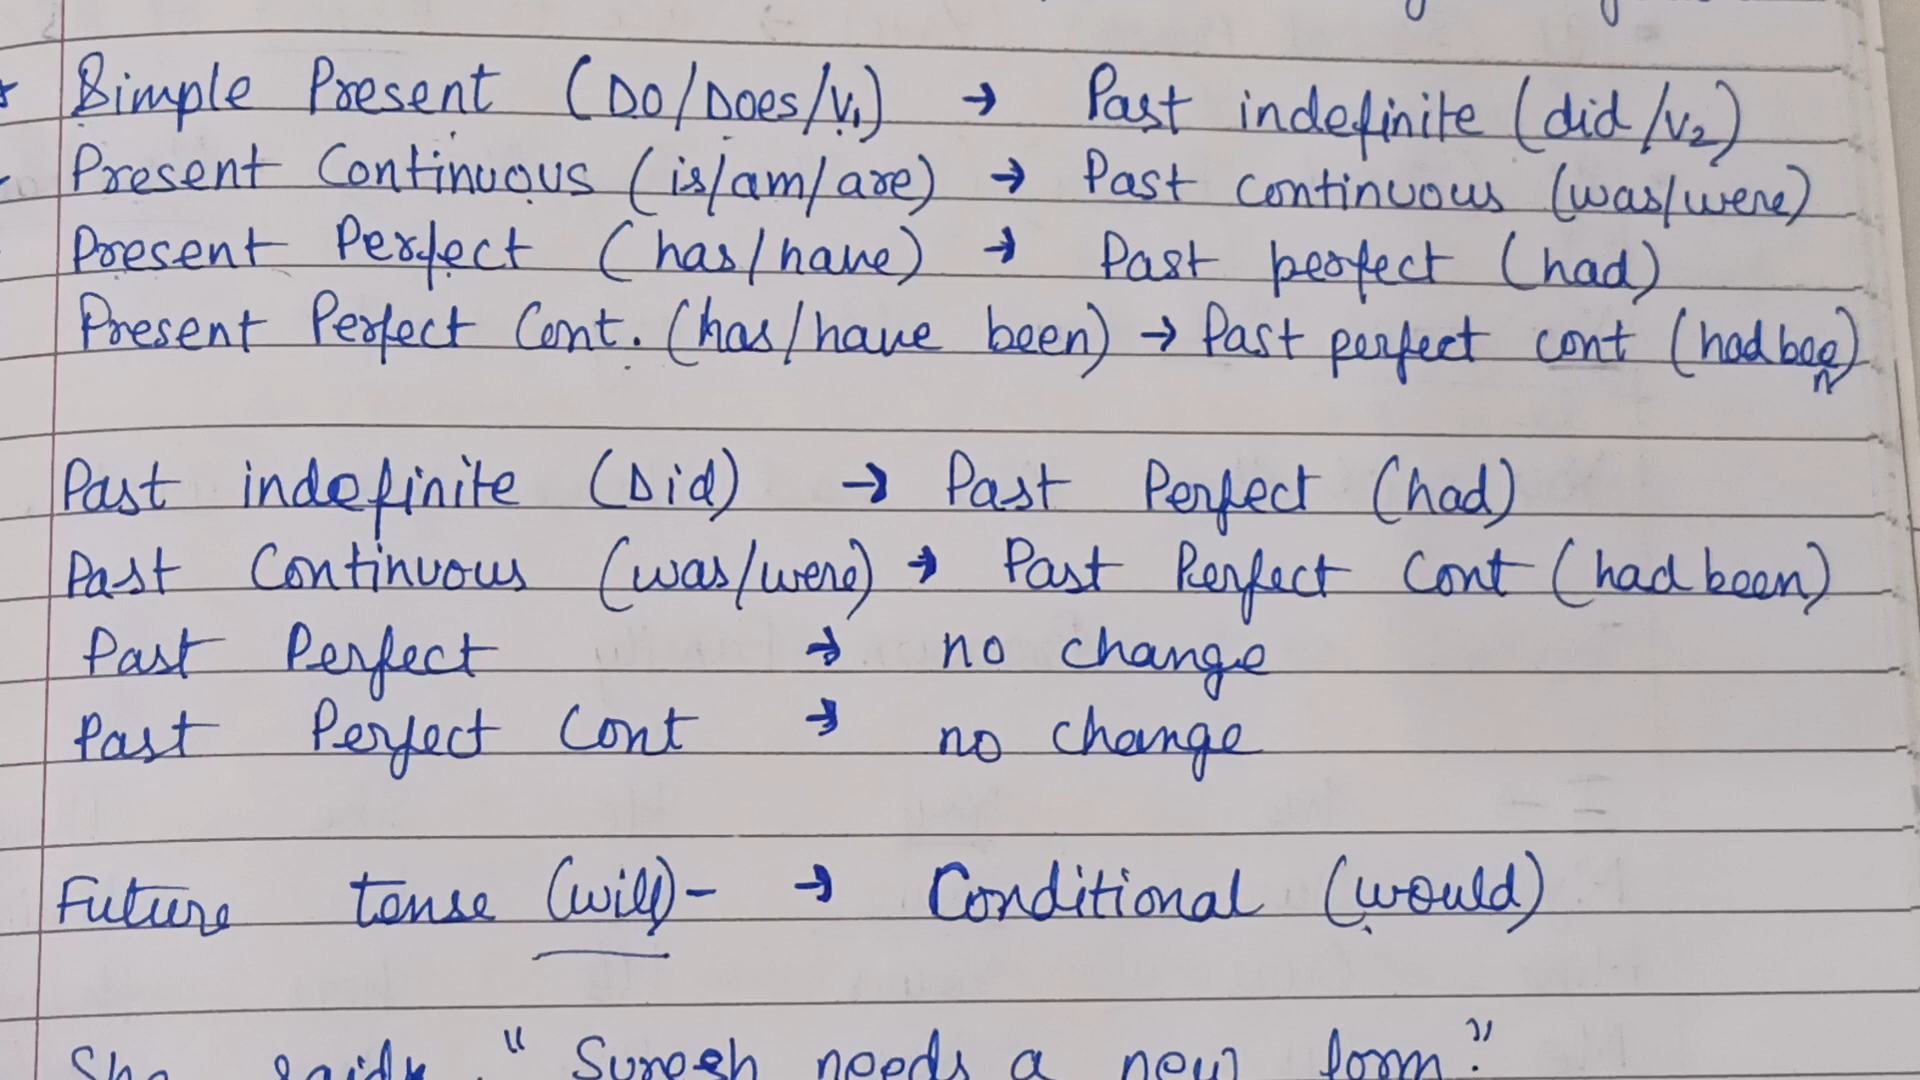 Simple Present (DO/Does/V₁) → Past indefinite (did/V₂)
Present Continuous (is/am/are) → Past continuous (was/were)
Present Perfect (has/have) → Past perfect (had)
Present Perfect Cont. (has/have been) → Past perfect cont (had been)
Past indefinite (Did) → Past Perfect (had)
Past Continuous (was/were) → Past Perfect Cont (had been)
Past Perfect → no change
Past Perfect Cont → no change
Future tense (will)- → Conditional (would)
She said, "Suresh needs a new form."